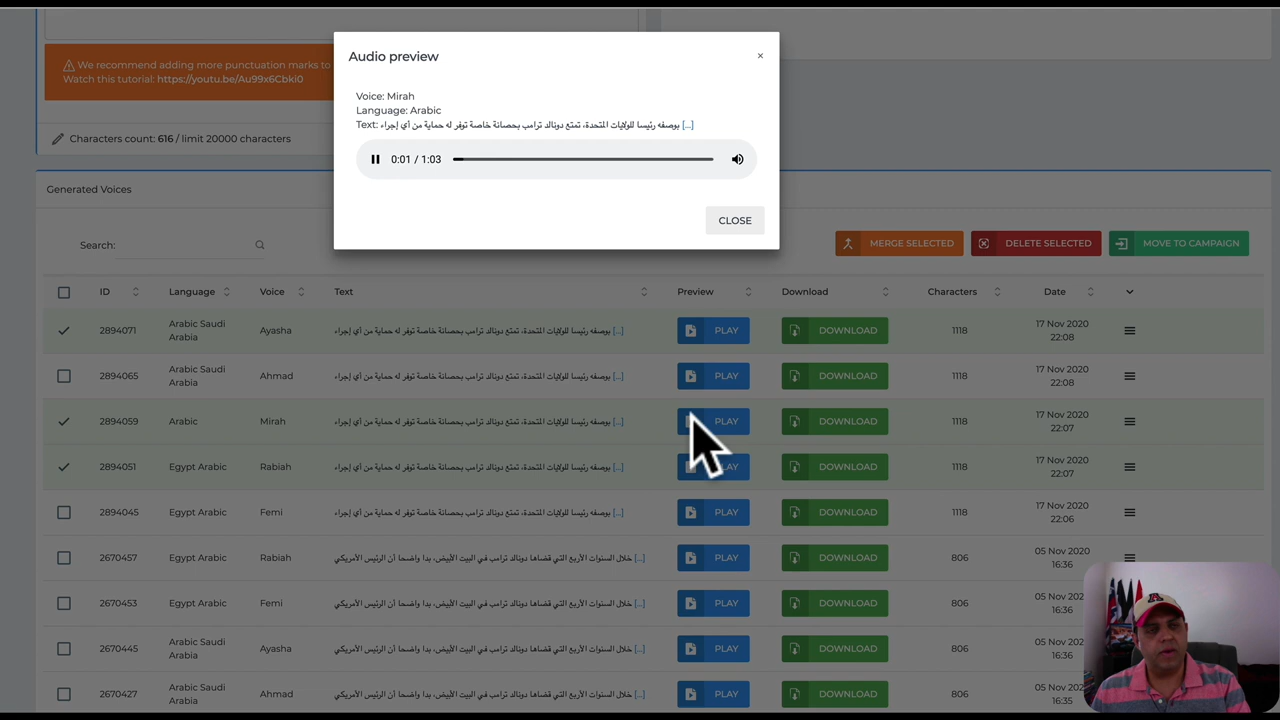 Audio preview ×
Voice: Mirah
Language: Arabic
Text: بوصفه رئيسا للولايات المتحدة، تمتع دونالد ترامب بحصانة خاصة توفر له حماية من أي إجراء [...]
0:01 / 1:03
CLOSE
We recommend adding more punctuation marks to
Watch this tutorial: https://youtu.be/Au99x6Cbki0
Characters count: 616 / limit 20000 characters
Generated Voices
Search:
MERGE SELECTED DELETE SELECTED MOVE TO CAMPAIGN
ID Language Voice Text Preview Download Characters Date
2894071 Arabic Saudi Arabia Ayasha بوصفه رئيسا للولايات المتحدة، تمتع دونالد ترامب بحصانة خاصة توفر له حماية من أي إجراء [...] PLAY DOWNLOAD 1118 17 Nov 2020 22:08
2894065 Arabic Saudi Arabia Ahmad بوصفه رئيسا للولايات المتحدة، تمتع دونالد ترامب بحصانة خاصة توفر له حماية من أي إجراء [...] PLAY DOWNLOAD 1118 17 Nov 2020 22:08
2894059 Arabic Mirah بوصفه رئيسا للولايات المتحدة، تمتع دونالد ترامب بحصانة خاصة توفر له حماية من أي إجراء [...] PLAY DOWNLOAD 1118 17 Nov 2020 22:07
2894051 Egypt Arabic Rabiah بوصفه رئيسا للولايات المتحدة، تمتع دونالد ترامب بحصانة خاصة توفر له حماية من أي إجراء [...] PLAY DOWNLOAD 1118 17 Nov 2020 22:07
2894045 Egypt Arabic Femi بوصفه رئيسا للولايات المتحدة، تمتع دونالد ترامب بحصانة خاصة توفر له حماية من أي إجراء [...] PLAY DOWNLOAD 1118 17 Nov 2020 22:06
2670457 Egypt Arabic Rabiah خلال السنوات الأربع التي قضاها دونالد ترامب في البيت الأبيض، بدا واضحا أن الرئيس الأمريكي [...] PLAY DOWNLOAD 806 05 Nov 2020 16:36
2670453 Egypt Arabic Femi خلال السنوات الأربع التي قضاها دونالد ترامب في البيت الأبيض، بدا واضحا أن الرئيس الأمريكي [...] PLAY DOWNLOAD 806 05 Nov 2020 16:36
2670445 Arabic Saudi Arabia Ayasha خلال السنوات الأربع التي قضاها دونالد ترامب في البيت الأبيض، بدا واضحا أن الرئيس الأمريكي [...] PLAY DOWNLOAD 806
2670427 Arabic Saudi Arabia Ahmad خلال السنوات الأربع التي قضاها دونالد ترامب في البيت الأبيض، بدا واضحا أن الرئيس الأمريكي [...] PLAY DOWNLOAD 806